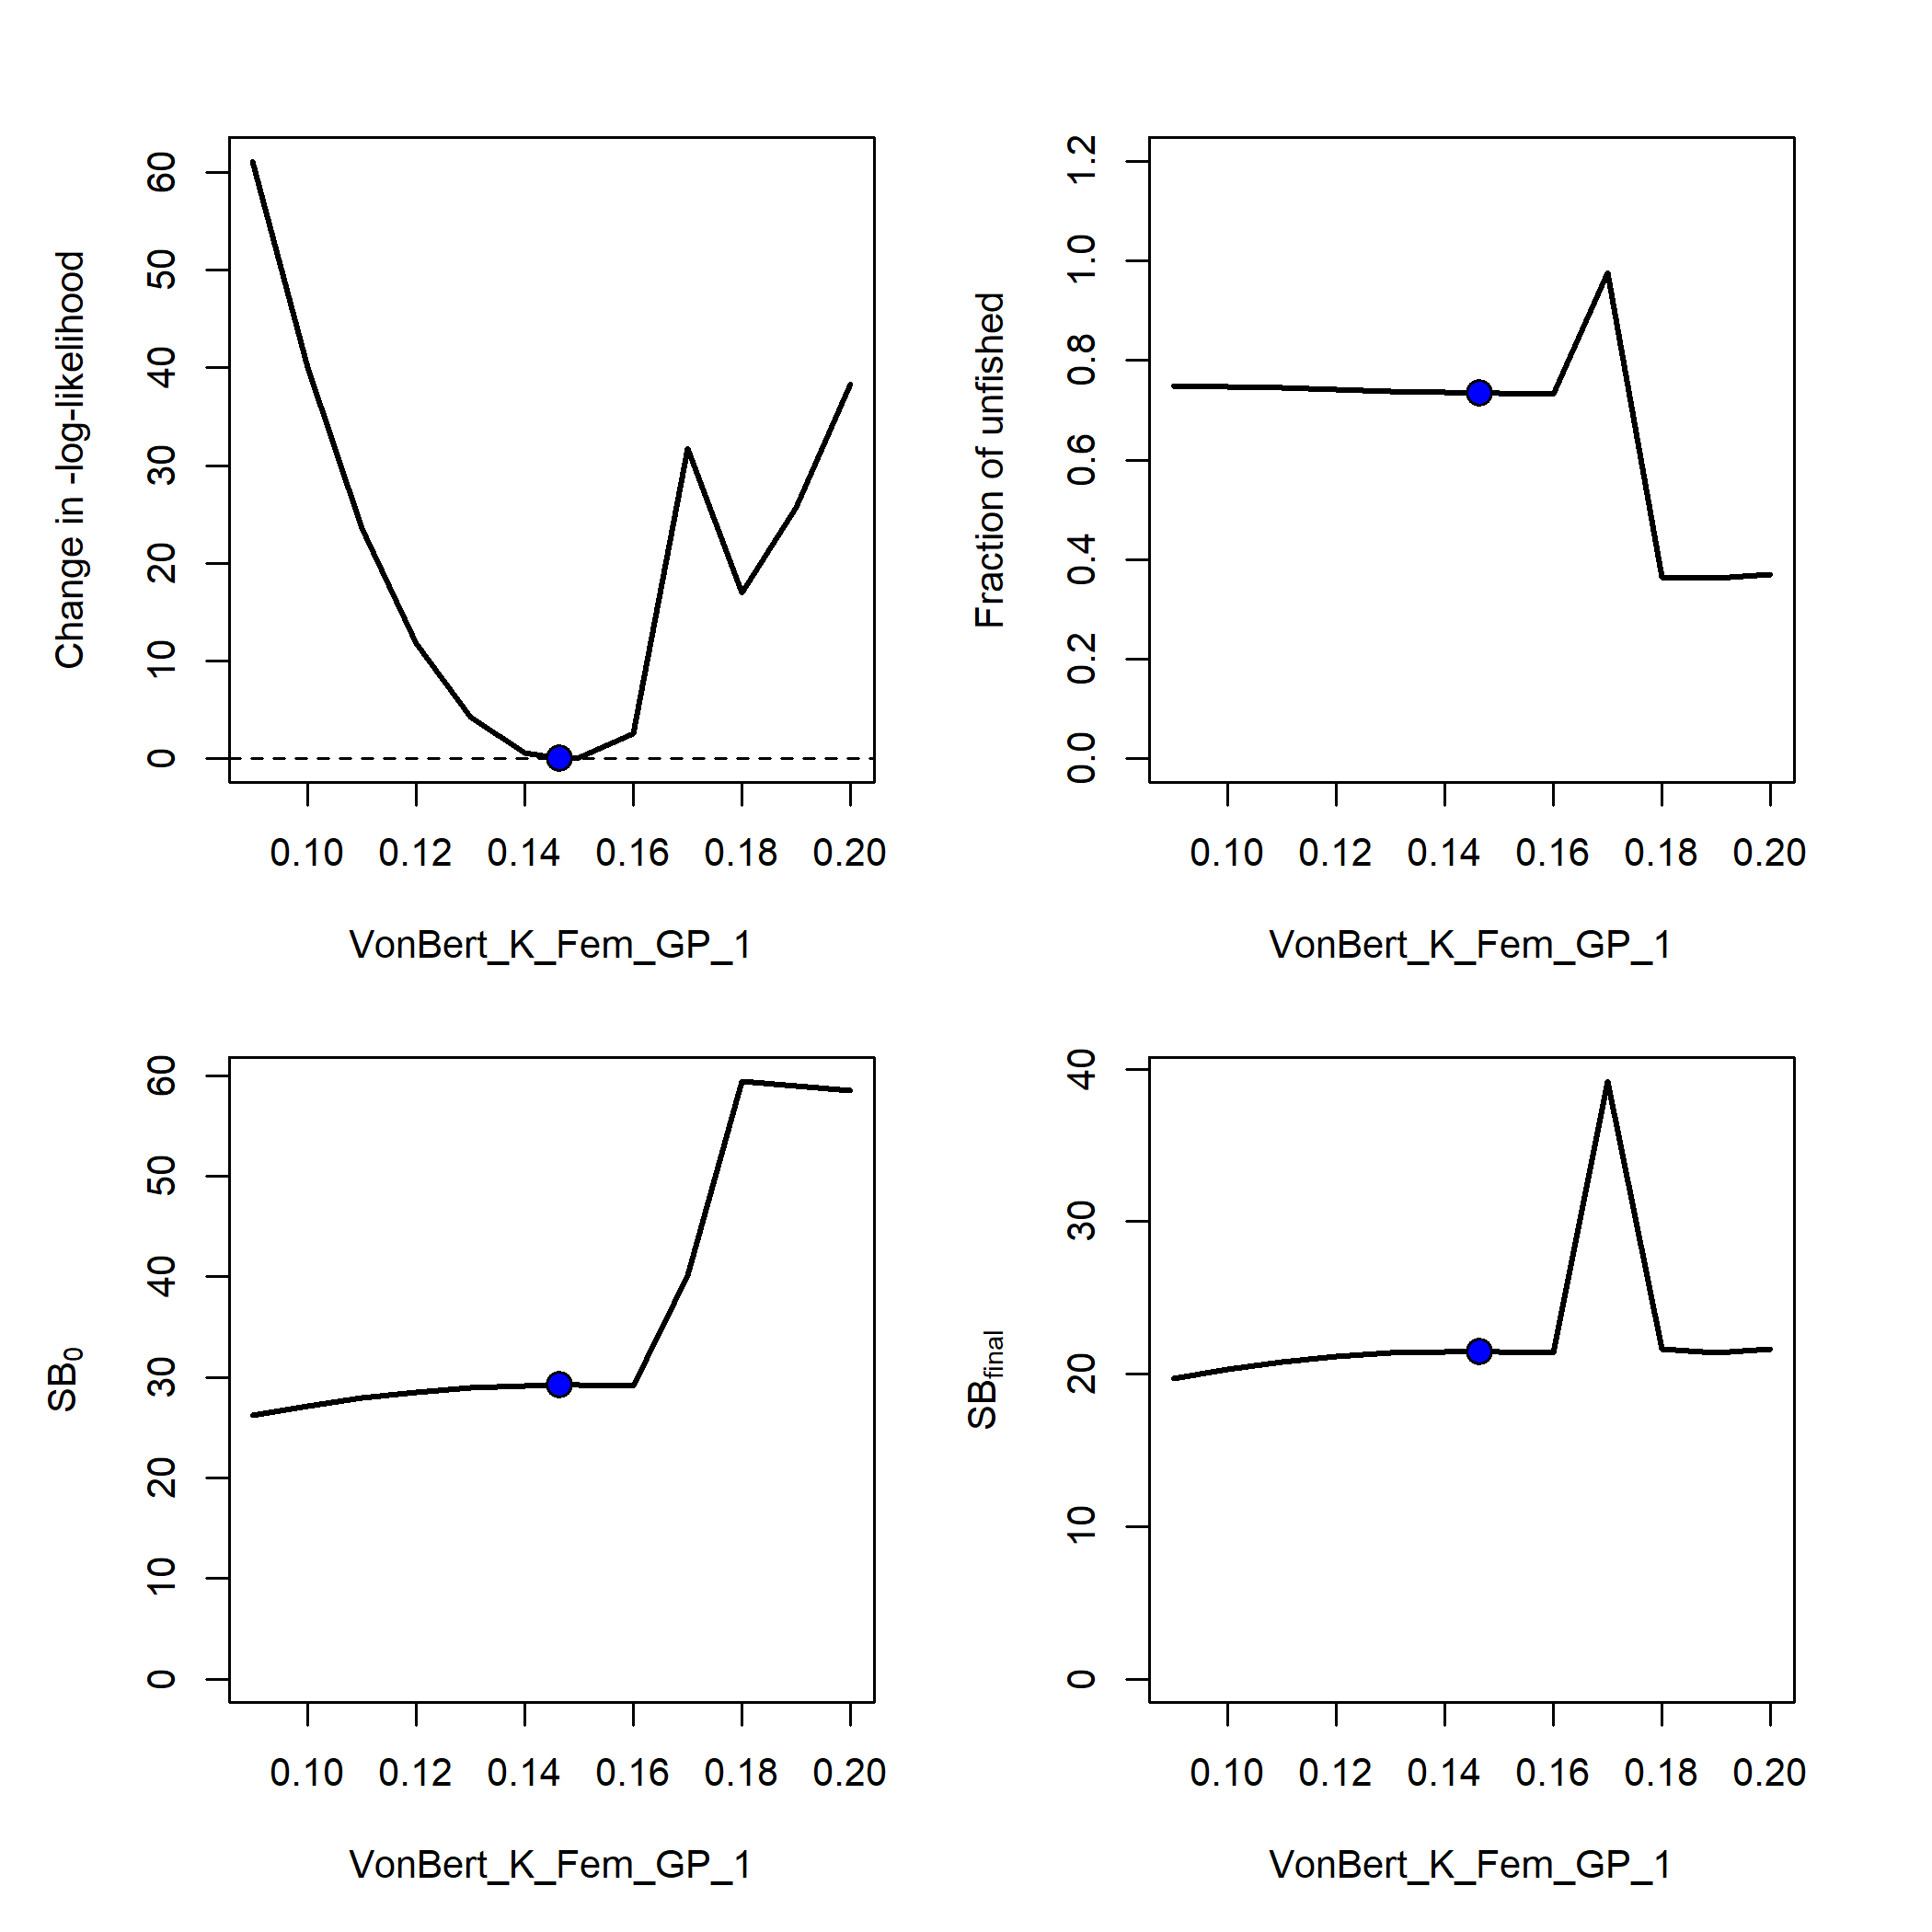 Change in -log-likelihood
0 10 20 30 40 50 60
0.10 0.12 0.14 0.16 0.18 0.20
VonBert_K_Fem_GP_1
Fraction of unfished
0.0 0.2 0.4 0.6 0.8 1.0 1.2
0.10 0.12 0.14 0.16 0.18 0.20
VonBert_K_Fem_GP_1
SB0
0 10 20 30 40 50 60
0.10 0.12 0.14 0.16 0.18 0.20
VonBert_K_Fem_GP_1
SBfinal
0 10 20 30 40
0.10 0.12 0.14 0.16 0.18 0.20
VonBert_K_Fem_GP_1